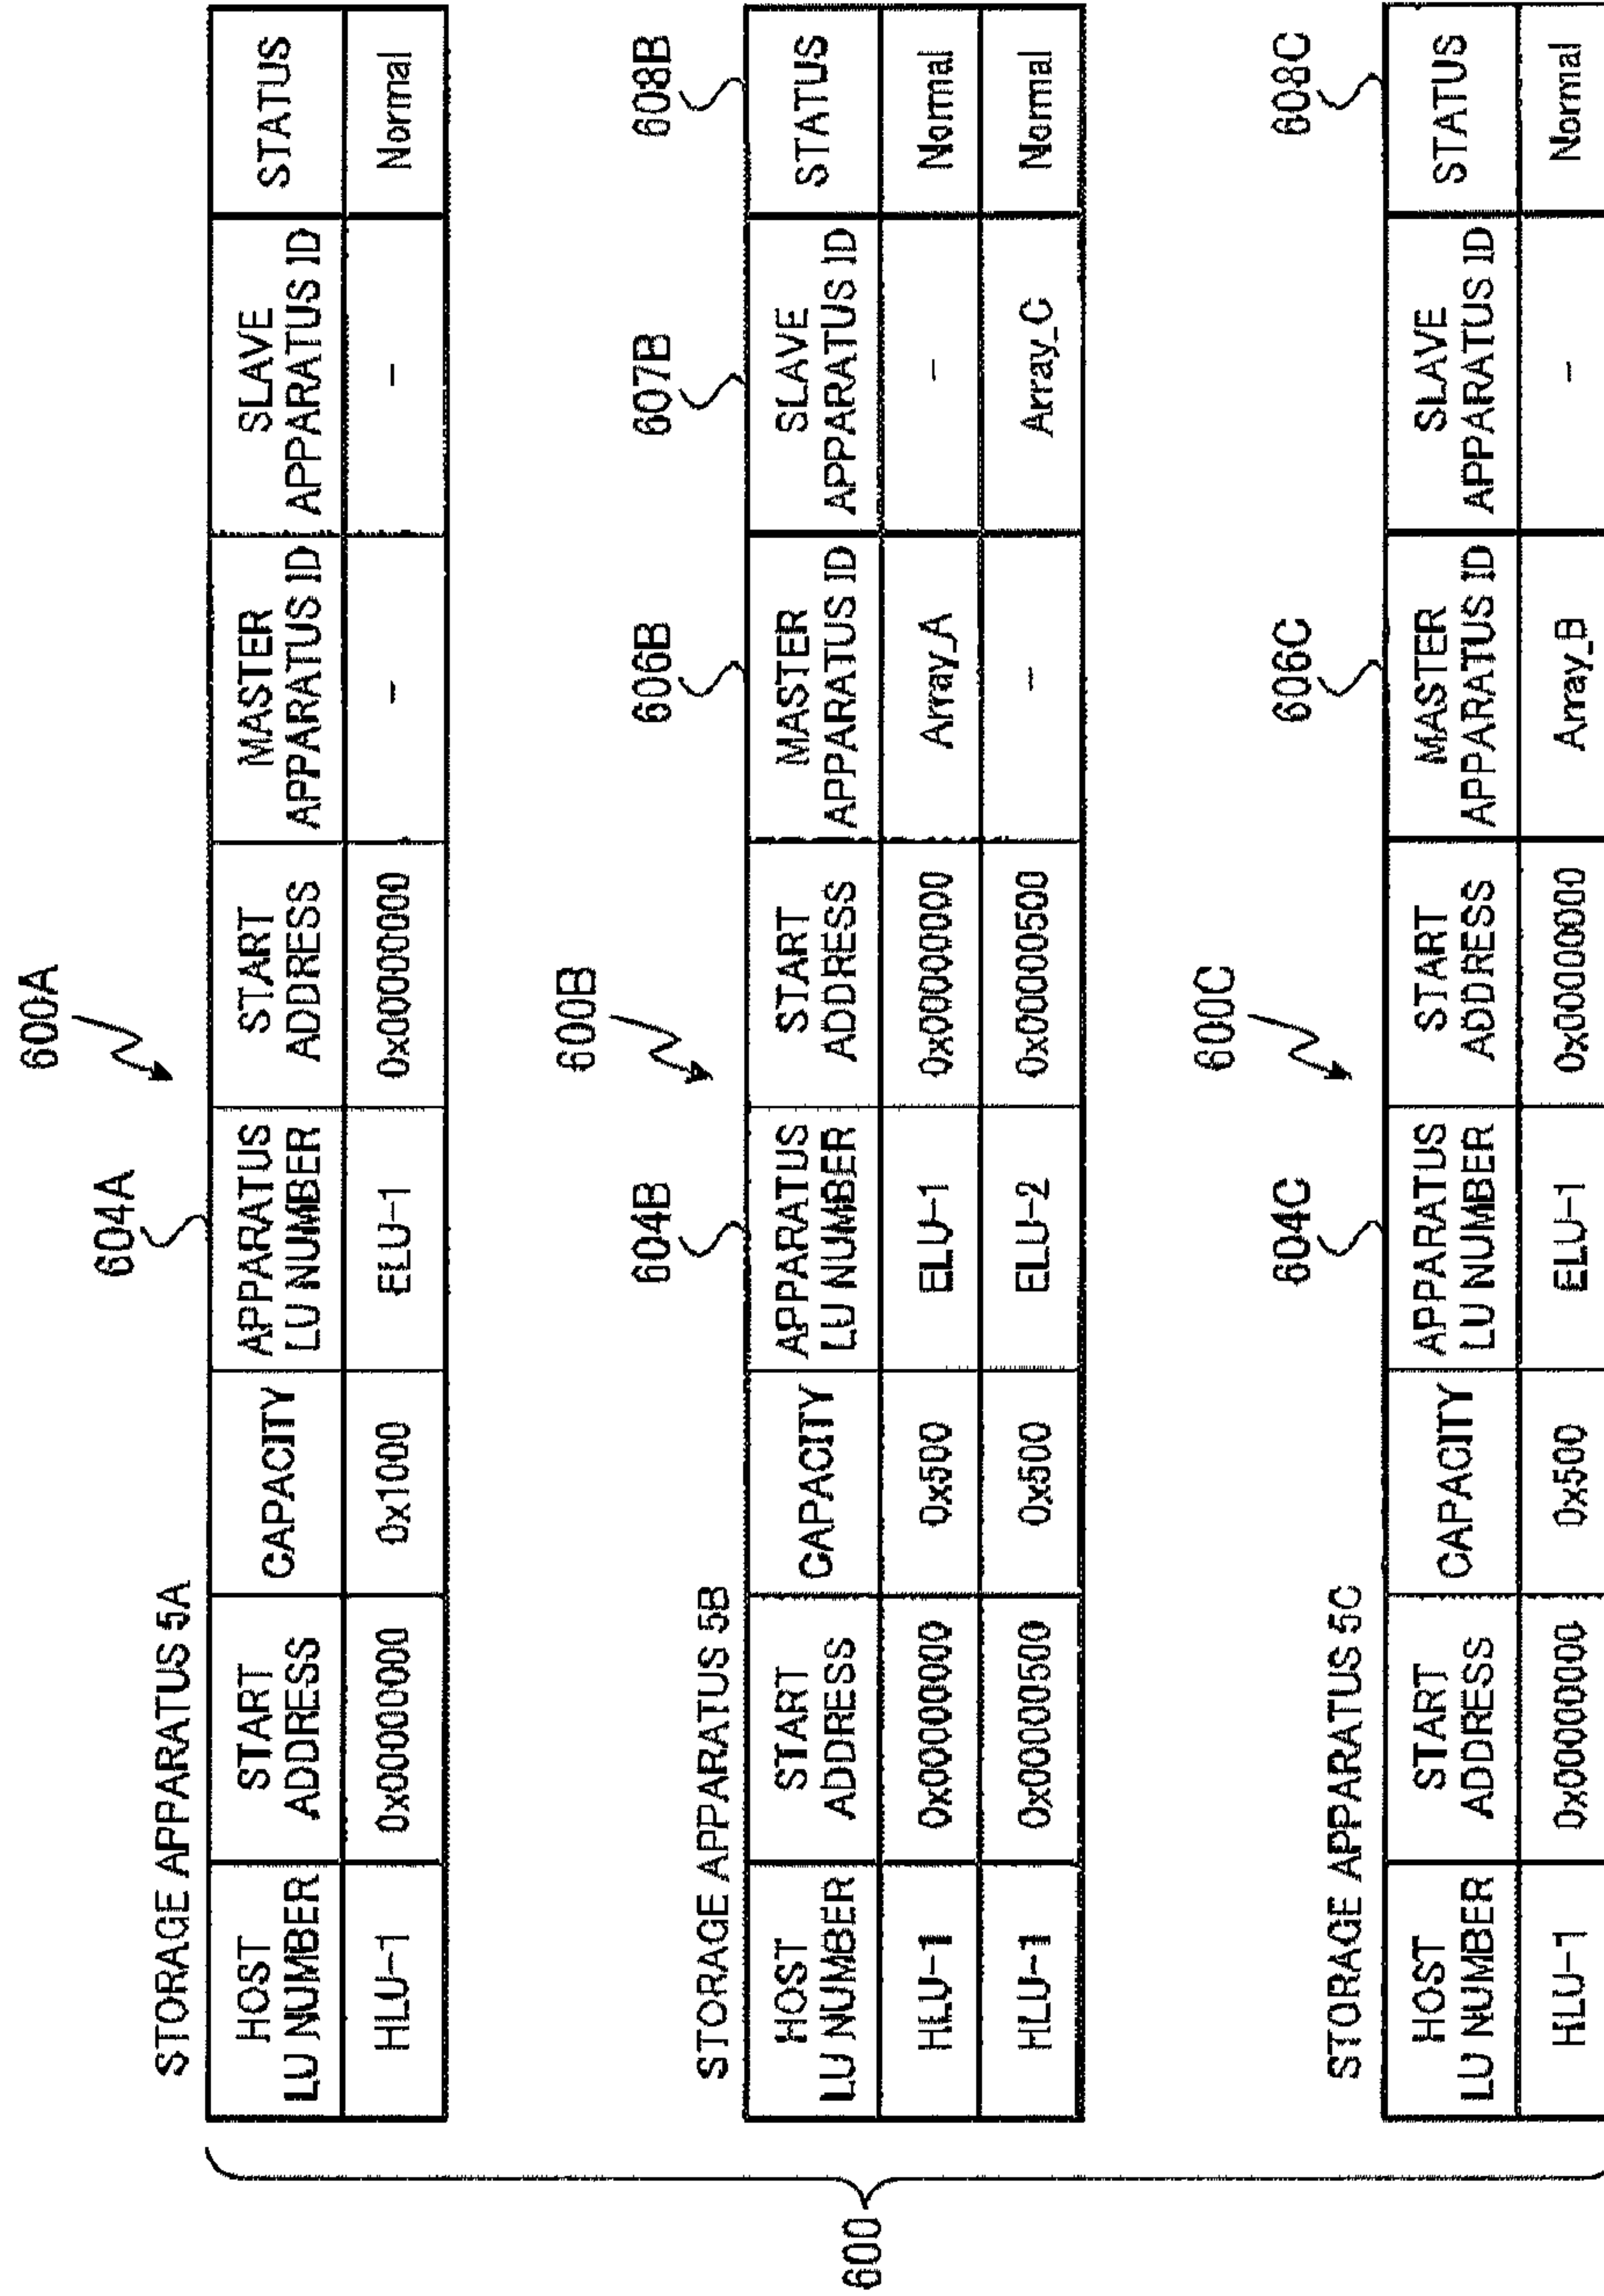 600A
604A
STORAGE APPARATUS 5A
HOST LU NUMBER	START ADDRESS	CAPACITY	APPARATUS LU NUMBER	START ADDRESS	MASTER APPARATUS ID	SLAVE APPARATUS ID	STATUS
HLU-1	0x00000000	0x1000	ELU-1	0x00000000	-	-	Normal
600B
604B	606B	607B	608B
STORAGE APPARATUS 5B
HOST LU NUMBER	START ADDRESS	CAPACITY	APPARATUS LU NUMBER	START ADDRESS	MASTER APPARATUS ID	SLAVE APPARATUS ID	STATUS
HLU-1	0x00000000	0x500	ELU-1	0x00000000	Array_A	-	Normal
HLU-1	0x00000500	0x500	ELU-2	0x00000500	-	Array_C	Normal
600
600C
604C	606C	608C
STORAGE APPARATUS 5C
HOST LU NUMBER	START ADDRESS	CAPACITY	APPARATUS LU NUMBER	START ADDRESS	MASTER APPARATUS ID	SLAVE APPARATUS ID	STATUS
HLU-1	0x00000000	0x500	ELU-1	0x00000000	Array_B	-	Normal